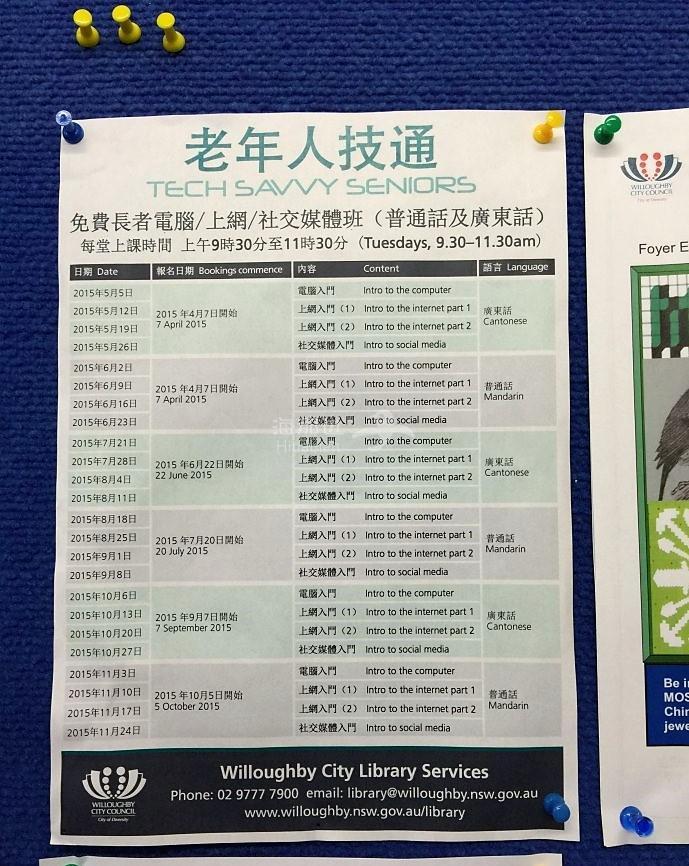 老年人技通
TECH SAVVY SENIORS
免費長者電腦/上網/社交媒體班（普通話及廣東話）
每堂上課時間 上午9時30分至11時30分（Tuesdays, 9.30–11.30am）
日期 Date 報名日期 Bookings commence 內容 Content 語言 Language
2015年5月5日 電腦入門 Intro to the computer
2015年5月12日 上網入門（1） Intro to the internet part 1
2015年5月19日 上網入門（2） Intro to the internet part 2
2015年5月26日 社交媒體入門 Intro to social media
2015 年4月7日開始
7 April 2015
廣東話
Cantonese
2015年6月2日 電腦入門 Intro to the computer
2015年6月9日 上網入門（1） Intro to the internet part 1
2015年6月16日 上網入門（2） Intro to the internet part 2
2015年6月23日 社交媒體入門 Intro to social media
2015 年4月7日開始
7 April 2015
普通話
Mandarin
2015年7月21日 電腦入門 Intro to the computer
2015年7月28日 上網入門（1） Intro to the internet part 1
2015年8月4日 上網入門（2） Intro to the internet part 2
2015年8月11日 社交媒體入門 Intro to social media
2015 年6月22日開始
22 June 2015
廣東話
Cantonese
2015年8月18日 電腦入門 Intro to the computer
2015年8月25日 上網入門（1） Intro to the internet part 1
2015年9月1日 上網入門（2） Intro to the internet part 2
2015年9月8日 社交媒體入門 Intro to social media
2015 年7月20日開始
20 July 2015
普通話
Mandarin
2015年10月6日 電腦入門 Intro to the computer
2015年10月13日 上網入門（1） Intro to the internet part 1
2015年10月20日 上網入門（2） Intro to the internet part 2
2015年10月27日 社交媒體入門 Intro to social media
2015 年9月7日開始
7 September 2015
廣東話
Cantonese
2015年11月3日 電腦入門 Intro to the computer
2015年11月10日 上網入門（1） Intro to the internet part 1
2015年11月17日 上網入門（2） Intro to the internet part 2
2015年11月24日 社交媒體入門 Intro to social media
2015 年10月5日開始
5 October 2015
普通話
Mandarin
WILLOUGHBY
CITY COUNCIL
City of Diversity
Willoughby City Library Services
Phone: 02 9777 7900 email: library@willoughby.nsw.gov.au
www.willoughby.nsw.gov.au/library
WILLOUGHBY
CITY COUNCIL
City of Diversity
Foyer E
Be i
MOS
Chin
jewe